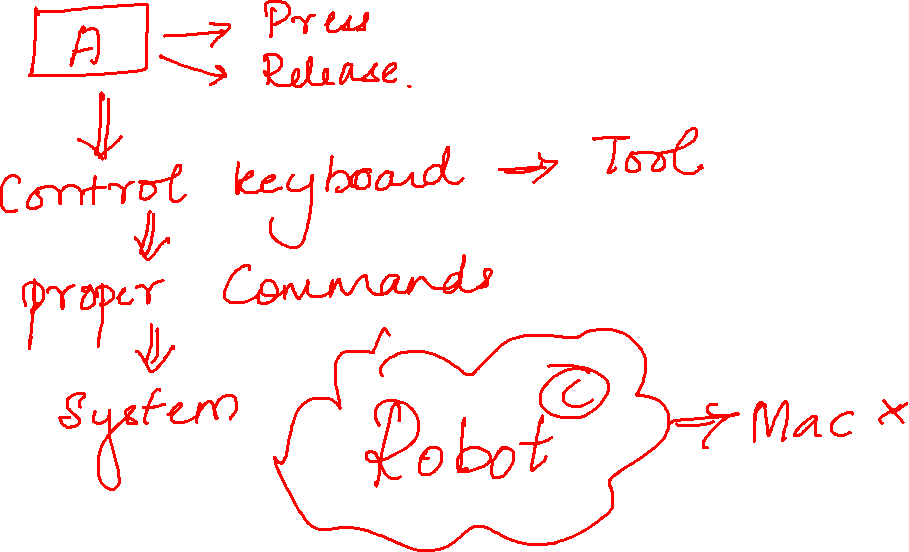 A → Press
→ Release.
Control keyboard → Tool
proper Commands
System
Robot © → Mac ×